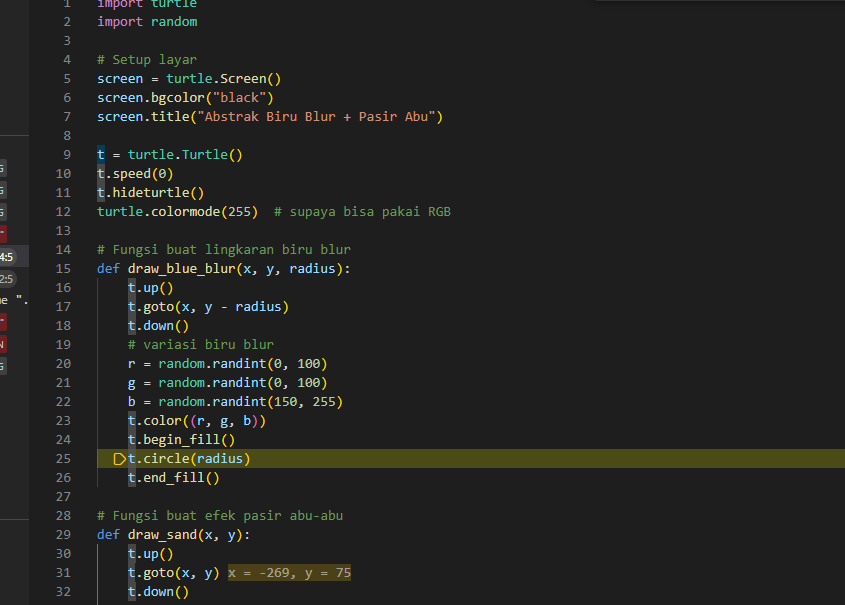 1 import turtle
2 import random
3
4 # Setup layar
5 screen = turtle.Screen()
6 screen.bgcolor("black")
7 screen.title("Abstrak Biru Blur + Pasir Abu")
8
9 t = turtle.Turtle()
10 t.speed(0)
11 t.hideturtle()
12 turtle.colormode(255)  # supaya bisa pakai RGB
13
14 # Fungsi buat lingkaran biru blur
15 def draw_blue_blur(x, y, radius):
16     t.up()
17     t.goto(x, y - radius)
18     t.down()
19     # variasi biru blur
20     r = random.randint(0, 100)
21     g = random.randint(0, 100)
22     b = random.randint(150, 255)
23     t.color((r, g, b))
24     t.begin_fill()
25     t.circle(radius)
26     t.end_fill()
27
28 # Fungsi buat efek pasir abu-abu
29 def draw_sand(x, y):
30     t.up()
31     t.goto(x, y) x = -269, y = 75
32     t.down()
4:5
2:5